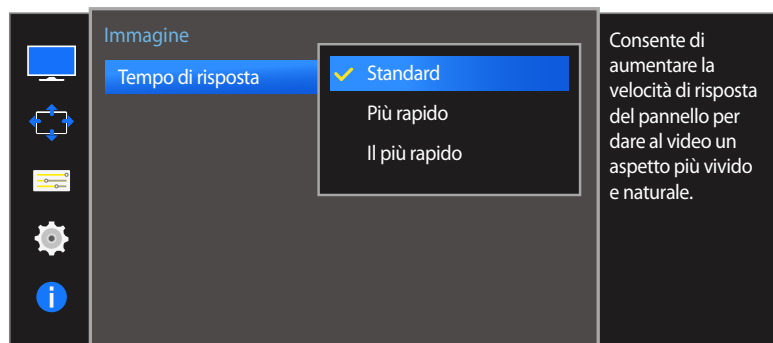 Immagine
Tempo di risposta
Standard
Più rapido
Il più rapido
Consente di
aumentare la
velocità di risposta
del pannello per
dare al video un
aspetto più vivido
e naturale.